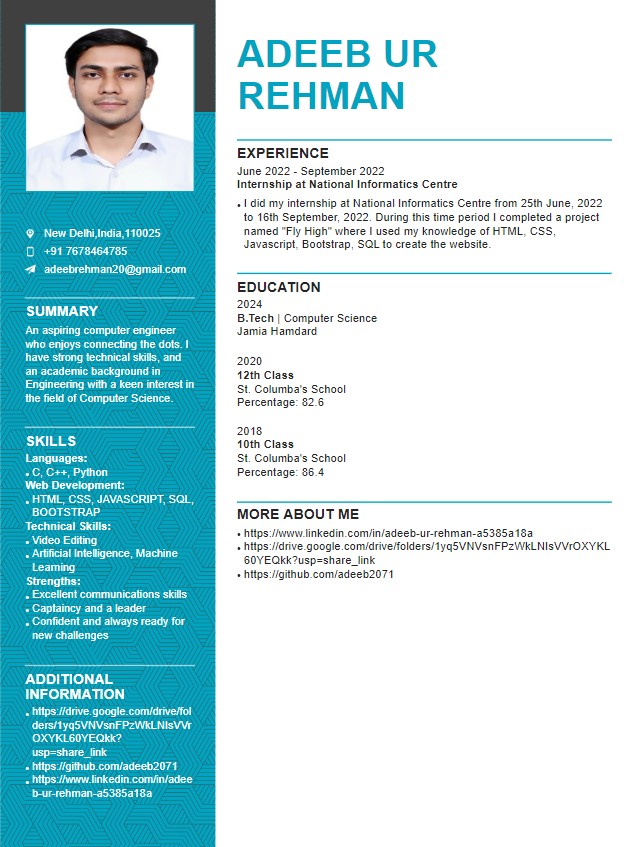 ADEEB UR
REHMAN
New Delhi,India,110025
+91 7678464785
adeebrehman20@gmail.com
SUMMARY
An aspiring computer engineer
who enjoys connecting the dots. I
have strong technical skills, and
an academic background in
Engineering with a keen interest in
the field of Computer Science.
SKILLS
Languages:
• C, C++, Python
Web Development:
• HTML, CSS, JAVASCRIPT, SQL,
BOOTSTRAP
Technical Skills:
• Video Editing
• Artificial Intelligence, Machine
Learning
Strengths:
• Excellent communications skills
• Captaincy and a leader
• Confident and always ready for
new challenges
ADDITIONAL
INFORMATION
• https://drive.google.com/drive/fol
ders/1yq5VNVsnFPzWkLNIsVVr
OXYKL60YEQkk?
usp=share_link
• https://github.com/adeeb2071
• https://www.linkedin.com/in/adee
b-ur-rehman-a5385a18a
EXPERIENCE
June 2022 - September 2022
Internship at National Informatics Centre
• I did my internship at National Informatics Centre from 25th June, 2022
to 16th September, 2022. During this time period I completed a project
named "Fly High" where I used my knowledge of HTML, CSS,
Javascript, Bootstrap, SQL to create the website.
EDUCATION
2024
B.Tech | Computer Science
Jamia Hamdard
2020
12th Class
St. Columba's School
Percentage: 82.6
2018
10th Class
St. Columba's School
Percentage: 86.4
MORE ABOUT ME
• https://www.linkedin.com/in/adeeb-ur-rehman-a5385a18a
• https://drive.google.com/drive/folders/1yq5VNVsnFPzWkLNIsVVrOXYKL
60YEQkk?usp=share_link
• https://github.com/adeeb2071